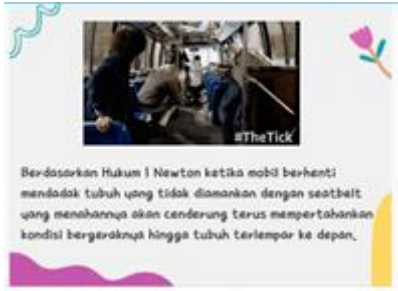 #TheTick
Berdasarkan Hukum I Newton ketika mobil berhenti
mendadak tubuh yang tidak diamankan dengan seatbelt
yang menahannya akan cenderung terus mempertahankan
kondisi bergeraknya hingga tubuh terlempar ke depan.